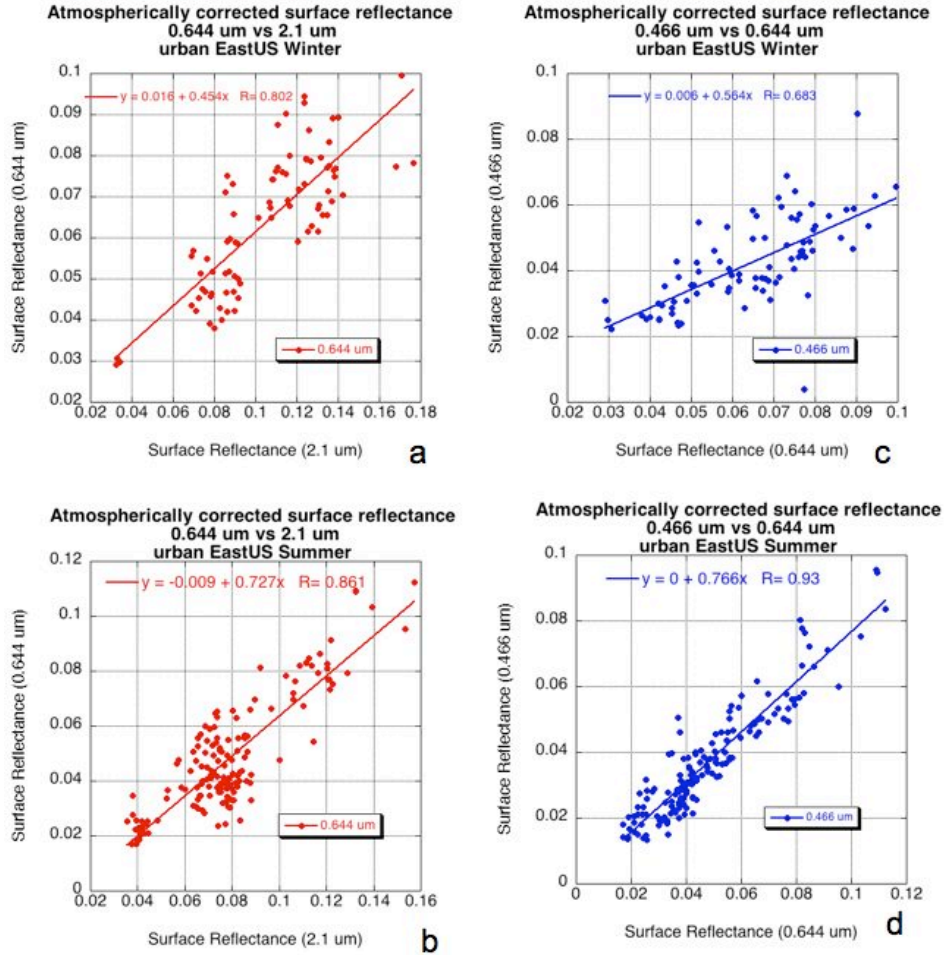 Atmospherically corrected surface reflectance
0.644 um vs 2.1 um
urban EastUS Winter
y = 0.016 + 0.454x R= 0.802
0.1
0.09
0.08
0.07
0.06
0.05
0.04
0.03
0.02
Surface Reflectance (0.644 um)
0.644 um
0.02 0.04 0.06 0.08 0.1 0.12 0.14 0.16 0.18
Surface Reflectance (2.1 um)
a
Atmospherically corrected surface reflectance
0.466 um vs 0.644 um
urban EastUS Winter
y = 0.006 + 0.564x R= 0.683
0.1
0.08
0.06
0.04
0.02
0
Surface Reflectance (0.466 um)
0.466 um
0.02 0.03 0.04 0.05 0.06 0.07 0.08 0.09 0.1
Surface Reflectance (0.644 um)
c
Atmospherically corrected surface reflectance
0.644 um vs 2.1 um
urban EastUS Summer
y = -0.009 + 0.727x R= 0.861
0.12
0.1
0.08
0.06
0.04
0.02
0
Surface Reflectance (0.644 um)
0.644 um
0.02 0.04 0.06 0.08 0.1 0.12 0.14 0.16
Surface Reflectance (2.1 um)
b
Atmospherically corrected surface reflectance
0.466 um vs 0.644 um
urban EastUS Summer
y = 0 + 0.766x R= 0.93
0.1
0.08
0.06
0.04
0.02
0
Surface Reflectance (0.466 um)
0.466 um
0 0.02 0.04 0.06 0.08 0.1 0.12
Surface Reflectance (0.644 um)
d